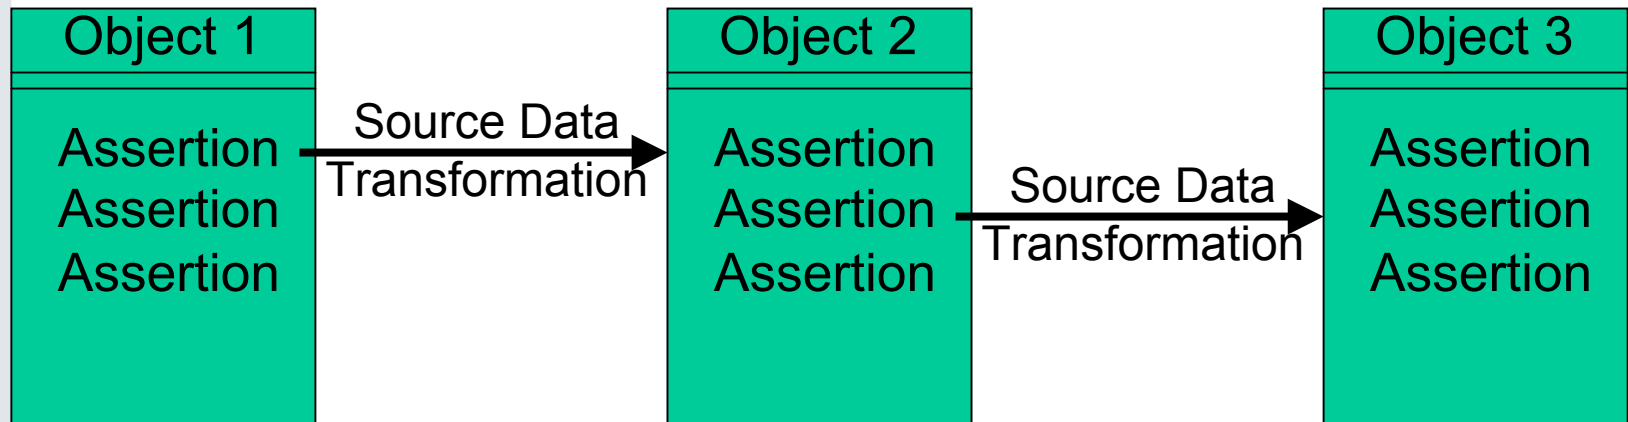 Object 1
Assertion
Assertion
Assertion
Source Data
Transformation
Object 2
Assertion
Assertion
Assertion
Source Data
Transformation
Object 3
Assertion
Assertion
Assertion